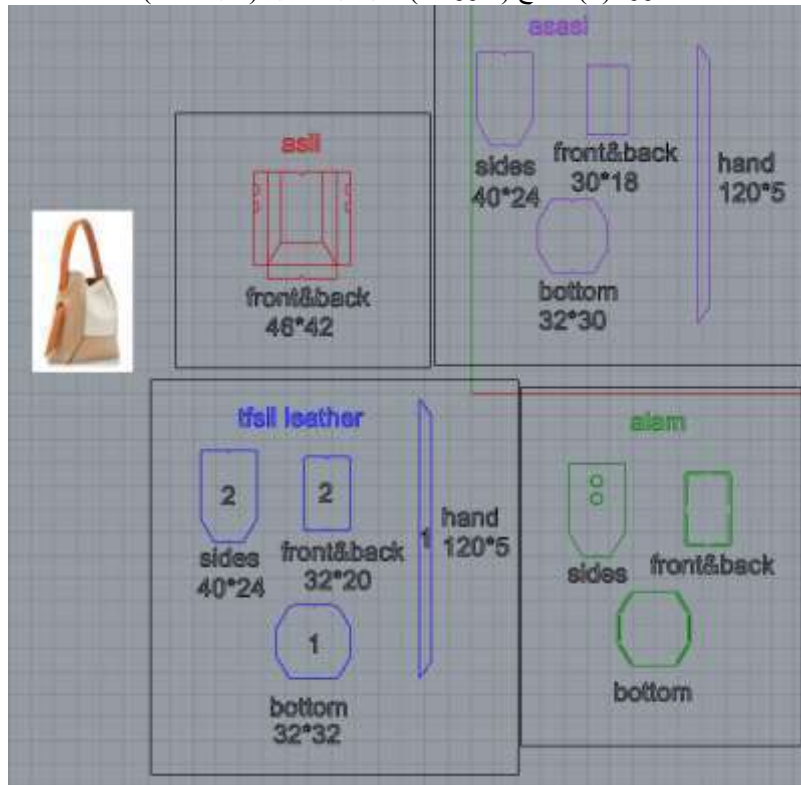 asasi
sides
40*24
front&back
30*18
hand
120*5
bottom
32*30
asli
front&back
46*42
tfsil leather
2
sides
40*24
2
front&back
32*20
1
hand
120*5
1
bottom
32*32
alam
sides
front&back
bottom